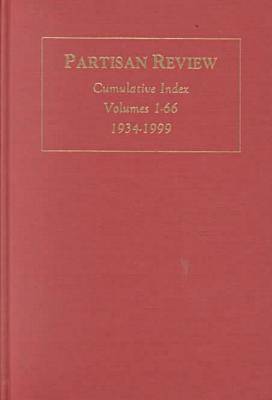 PARTISAN REVIEW
Cumulative Index
Volumes 1-66
1934-1999